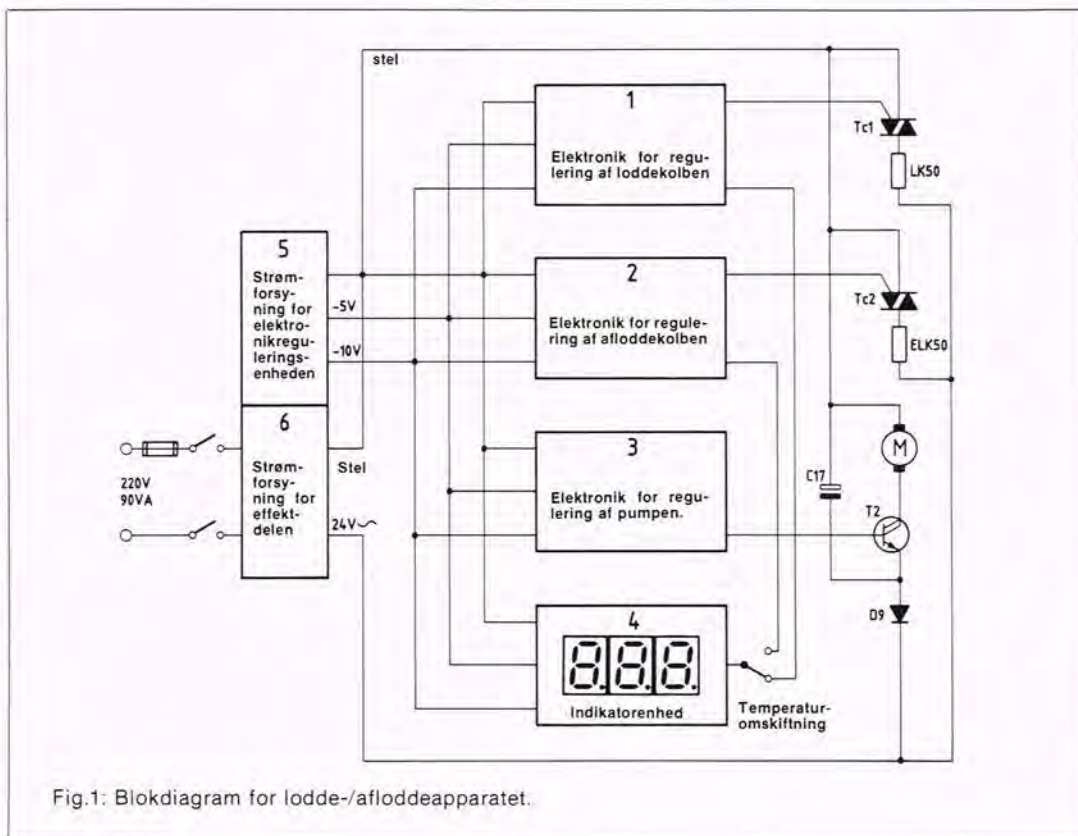 stel
1
Elektronik for regu-
lering af loddekolben
Tc1
LK50
5
Strøm-
forsy-
ning for
elektro-
nikregu-
lerings-
enheden
-5V
-10V
2
Elektronik for regule-
ring af afloddekolben
Tc2
ELK50
6
Strøm-
forsy-
ning for
effekt-
delen
Stel
24V~
220V
90VA
3
Elektronik for regu-
lering af pumpen.
M
C17
T2
D9
4
8.8.8.
Indikatorenhed
Temperatur-
omskiftning
Fig.1: Blokdiagram for lodde-/afloddeapparatet.